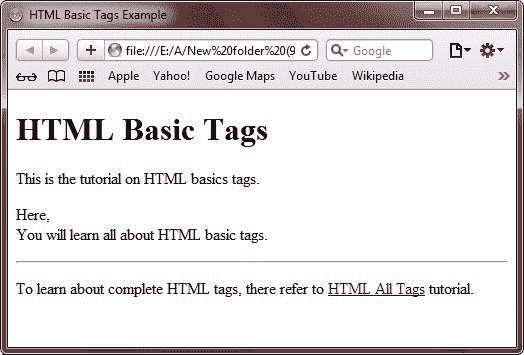 HTML Basic Tags Example
file:///E:/A/New%20folder%20(9
Google
Apple Yahoo! Google Maps YouTube Wikipedia
HTML Basic Tags
This is the tutorial on HTML basics tags.
Here,
You will learn all about HTML basic tags.
To learn about complete HTML tags, there refer to HTML All Tags tutorial.